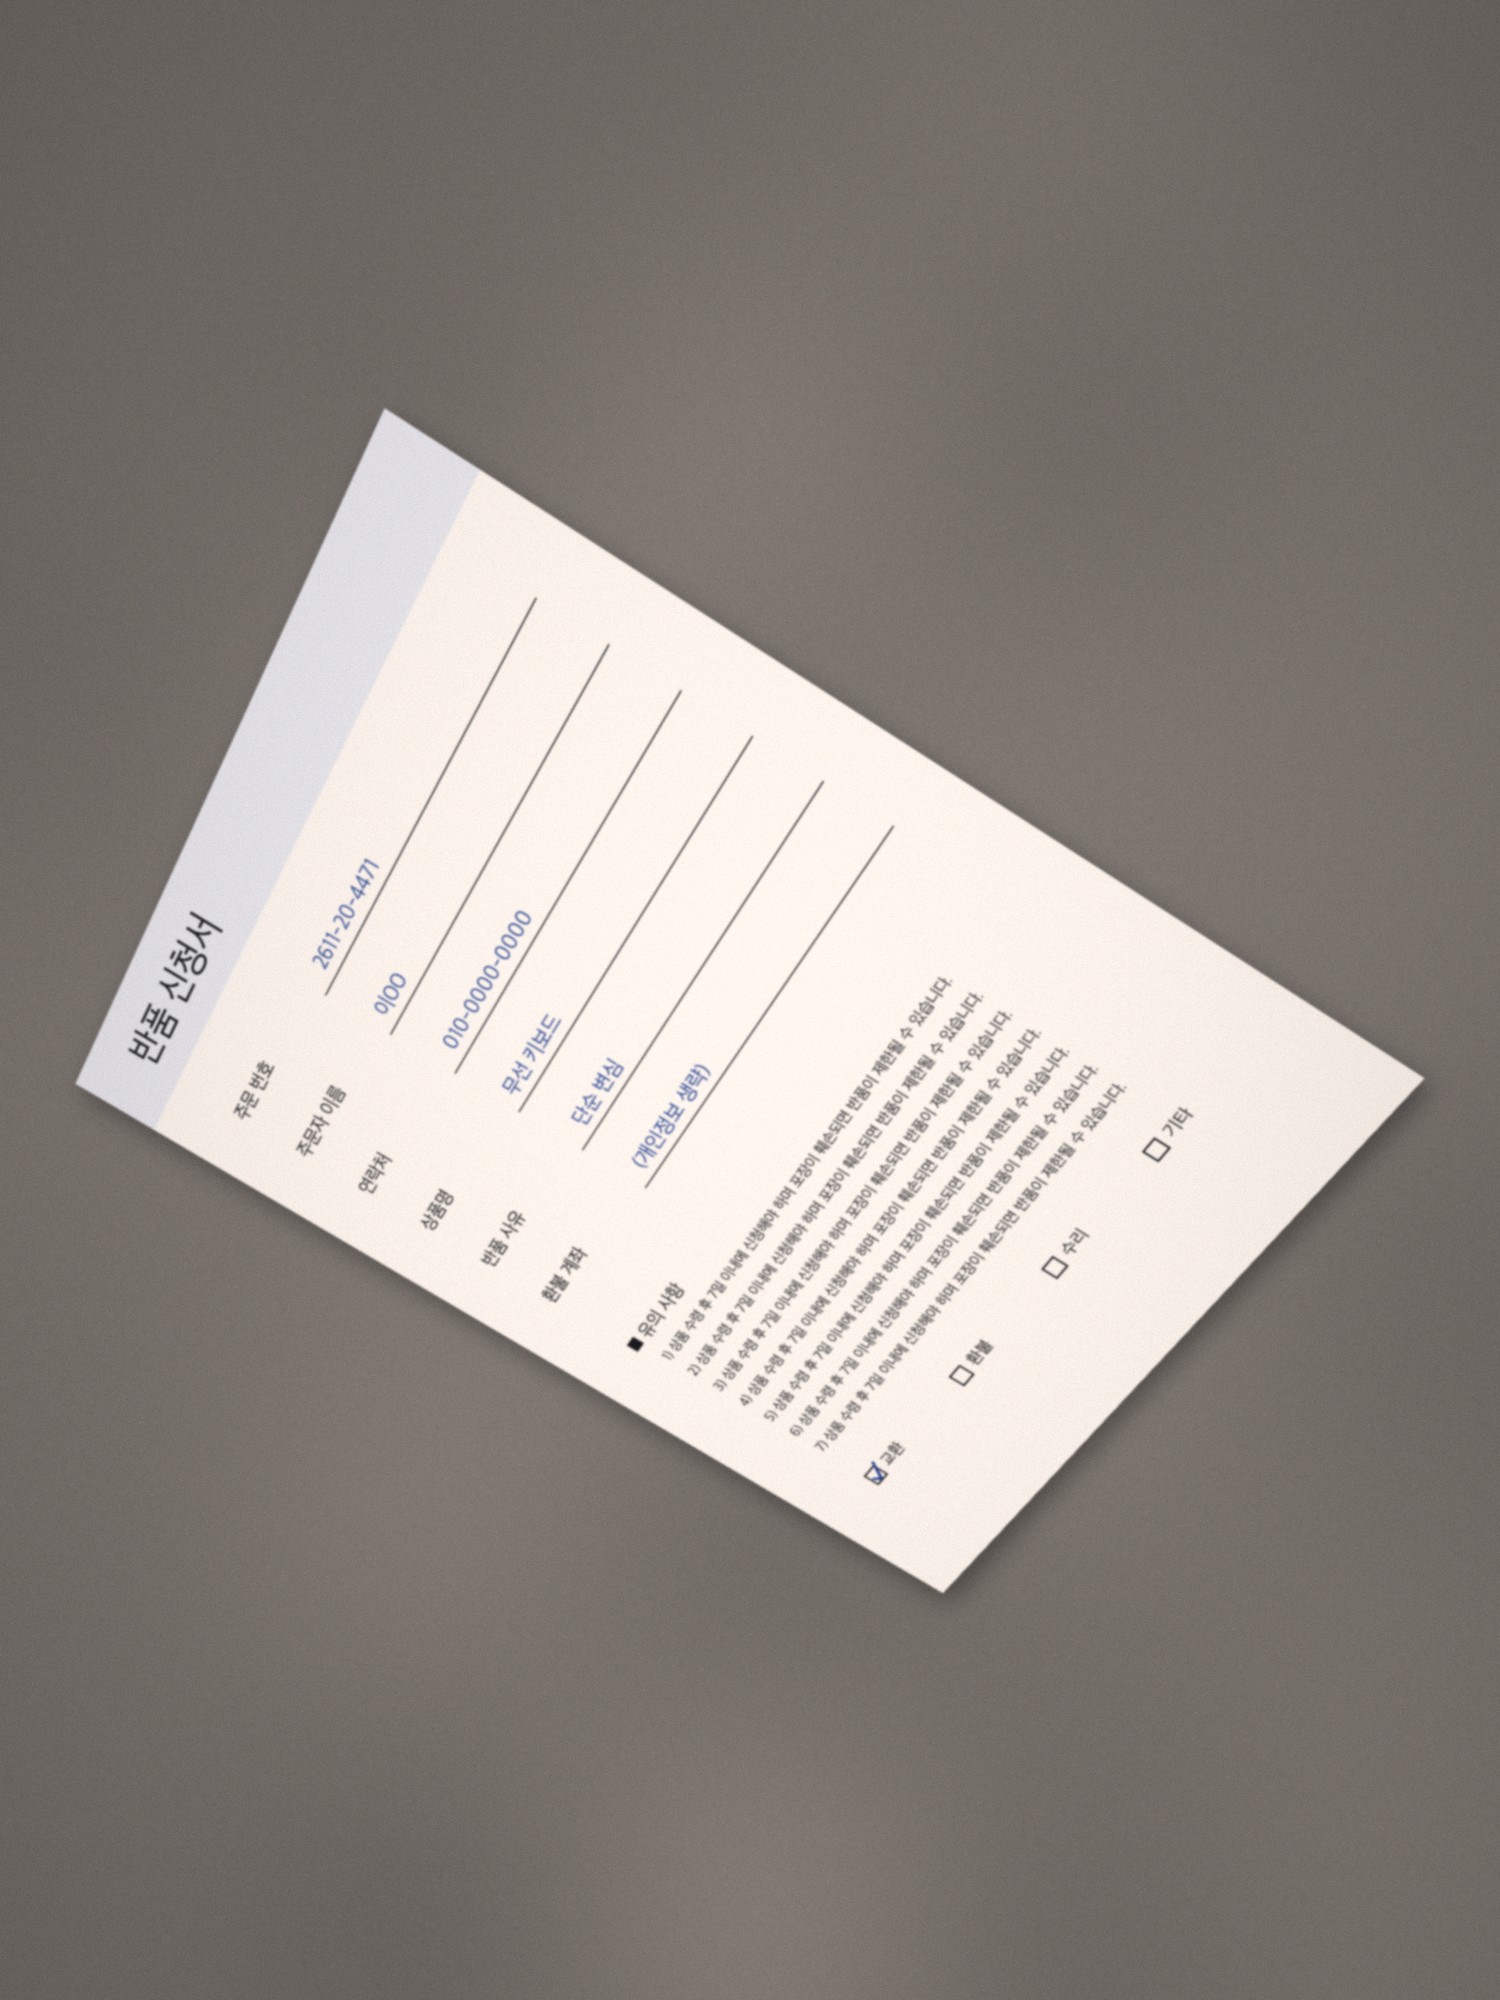 반품 신청서
주문 번호 2611-20-4471
주문자 이름 이OO
연락처 010-0000-0000
상품명 무선 키보드
반품 사유 단순 변심
환불 계좌 (개인정보 생략)
■ 유의 사항
1) 상품 수령 후 7일 이내에 신청해야 하며 포장이 훼손되면 반품이 제한될 수 있습니다.
2) 상품 수령 후 7일 이내에 신청해야 하며 포장이 훼손되면 반품이 제한될 수 있습니다.
3) 상품 수령 후 7일 이내에 신청해야 하며 포장이 훼손되면 반품이 제한될 수 있습니다.
4) 상품 수령 후 7일 이내에 신청해야 하며 포장이 훼손되면 반품이 제한될 수 있습니다.
5) 상품 수령 후 7일 이내에 신청해야 하며 포장이 훼손되면 반품이 제한될 수 있습니다.
6) 상품 수령 후 7일 이내에 신청해야 하며 포장이 훼손되면 반품이 제한될 수 있습니다.
7) 상품 수령 후 7일 이내에 신청해야 하며 포장이 훼손되면 반품이 제한될 수 있습니다.
☑ 교환 ☐ 환불 ☐ 수리 ☐ 기타